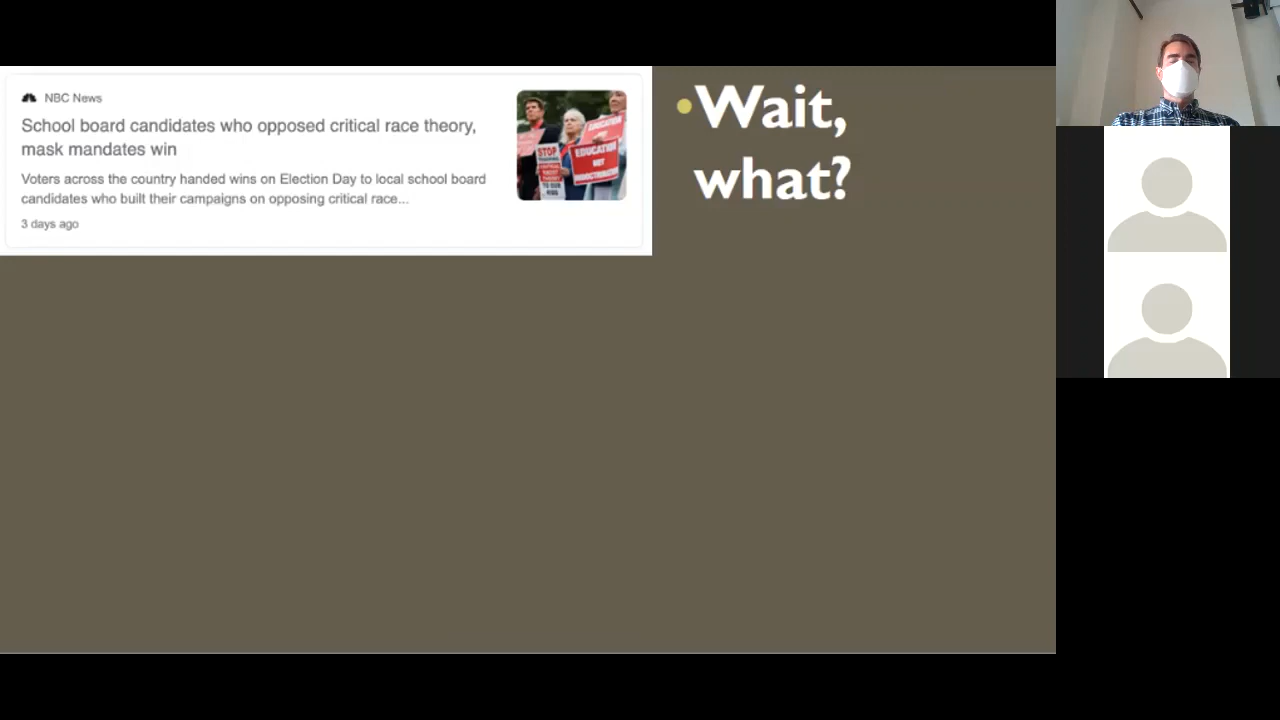 NBC News
School board candidates who opposed critical race theory,
mask mandates win
Voters across the country handed wins on Election Day to local school board
candidates who built their campaigns on opposing critical race...
3 days ago
STOP
EDUCATION
NOT
•Wait,
what?